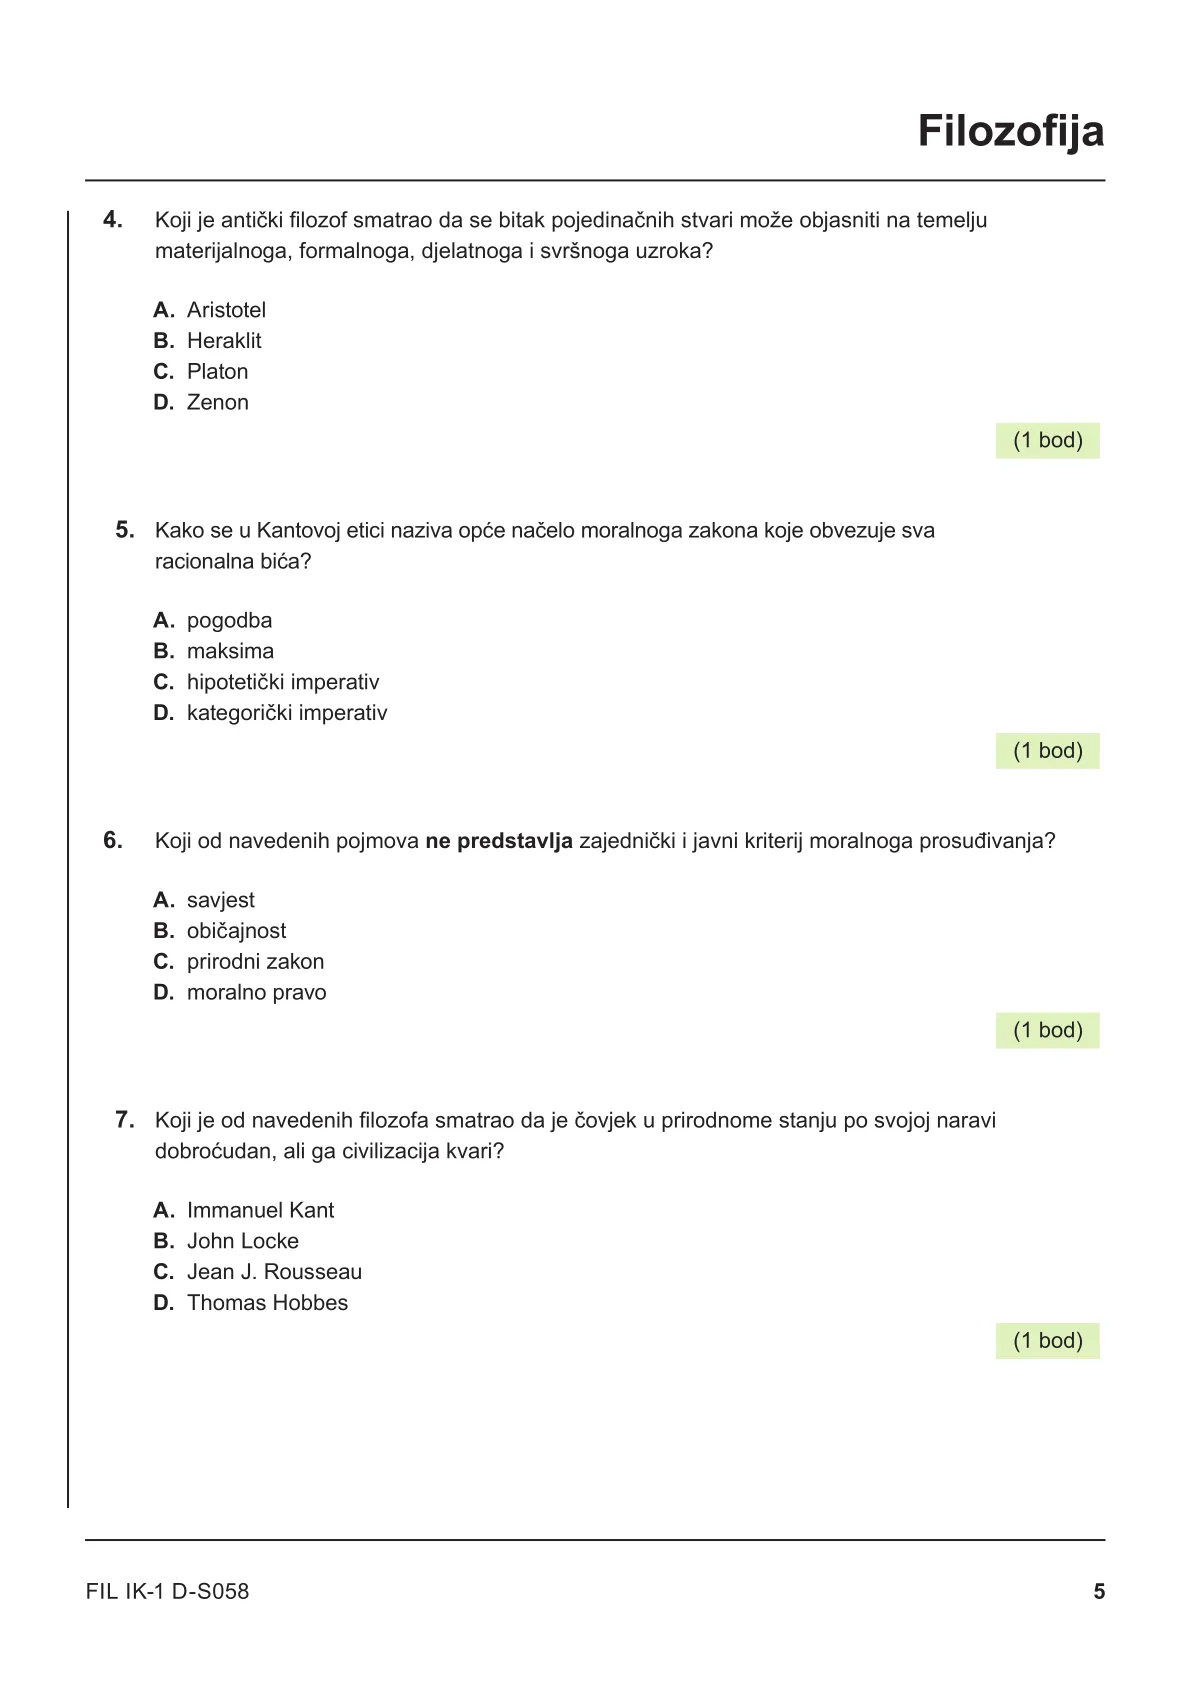 Filozofija
4. Koji je antički filozof smatrao da se bitak pojedinačnih stvari može objasniti na temelju
materijalnoga, formalnoga, djelatnoga i svršnoga uzroka?
A. Aristotel
B. Heraklit
C. Platon
D. Zenon
(1 bod)
5. Kako se u Kantovoj etici naziva opće načelo moralnoga zakona koje obvezuje sva
racionalna bića?
A. pogodba
B. maksima
C. hipotetički imperativ
D. kategorički imperativ
(1 bod)
6. Koji od navedenih pojmova ne predstavlja zajednički i javni kriterij moralnoga prosuđivanja?
A. savjest
B. običajnost
C. prirodni zakon
D. moralno pravo
(1 bod)
7. Koji je od navedenih filozofa smatrao da je čovjek u prirodnome stanju po svojoj naravi
dobroćudan, ali ga civilizacija kvari?
A. Immanuel Kant
B. John Locke
C. Jean J. Rousseau
D. Thomas Hobbes
(1 bod)
FIL IK-1 D-S058
5